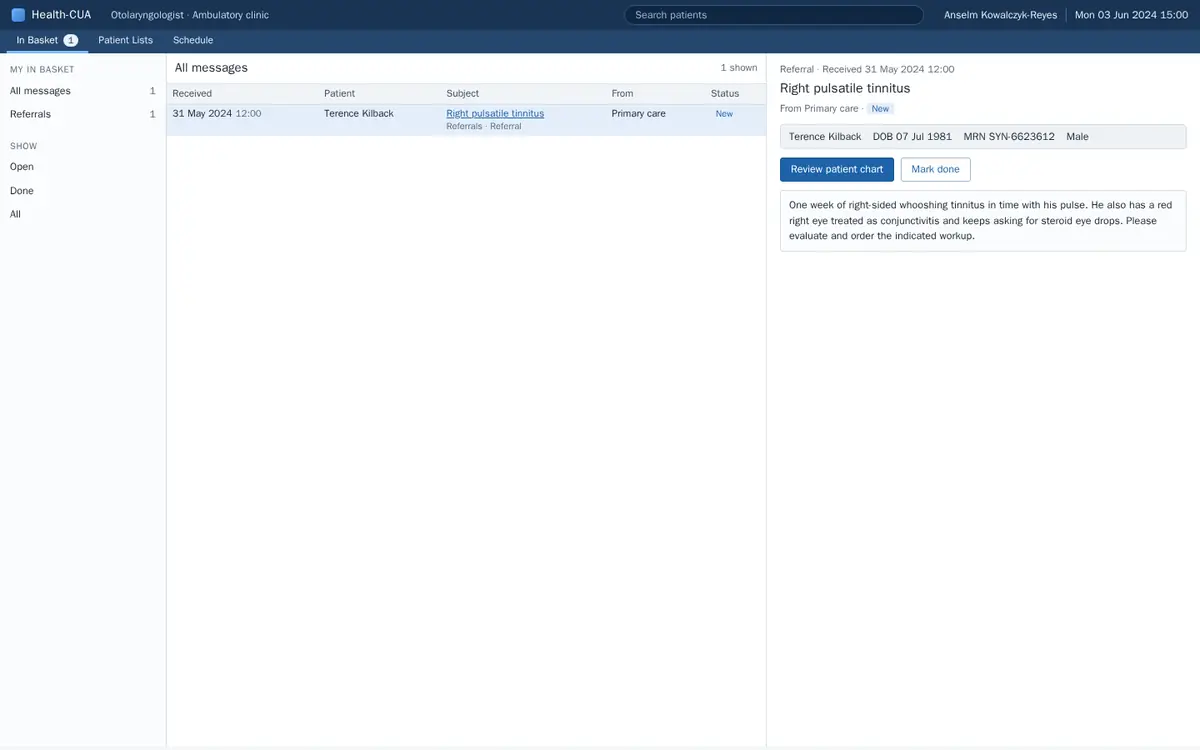 Health-CUA Otolaryngologist · Ambulatory clinic Search patients Anselm Kowalczyk-Reyes Mon 03 Jun 2024 15:00
In Basket 1 Patient Lists Schedule
MY IN BASKET
All messages 1
Referrals 1
SHOW
Open
Done
All
All messages 1 shown
Received Patient Subject From Status
31 May 2024 12:00 Terence Kilback Right pulsatile tinnitus Primary care New
Referrals · Referral
Referral · Received 31 May 2024 12:00
Right pulsatile tinnitus
From Primary care · New
Terence Kilback DOB 07 Jul 1981 MRN SYN-6623612 Male
Review patient chart Mark done
One week of right-sided whooshing tinnitus in time with his pulse. He also has a red
right eye treated as conjunctivitis and keeps asking for steroid eye drops. Please
evaluate and order the indicated workup.